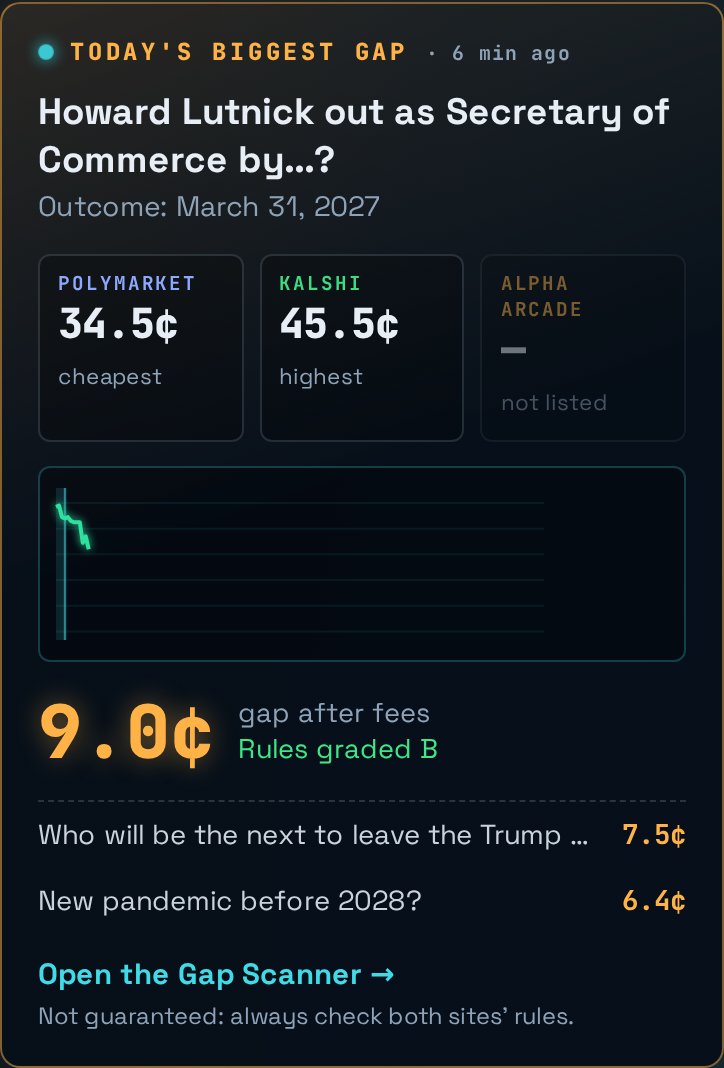 TODAY'S BIGGEST GAP · 6 min ago
Howard Lutnick out as Secretary of
Commerce by...?
Outcome: March 31, 2027
POLYMARKET
34.5¢
cheapest
KALSHI
45.5¢
highest
ALPHA
ARCADE
—
not listed
9.0¢
gap after fees
Rules graded B
Who will be the next to leave the Trump ... 7.5¢
New pandemic before 2028? 6.4¢
Open the Gap Scanner →
Not guaranteed: always check both sites’ rules.